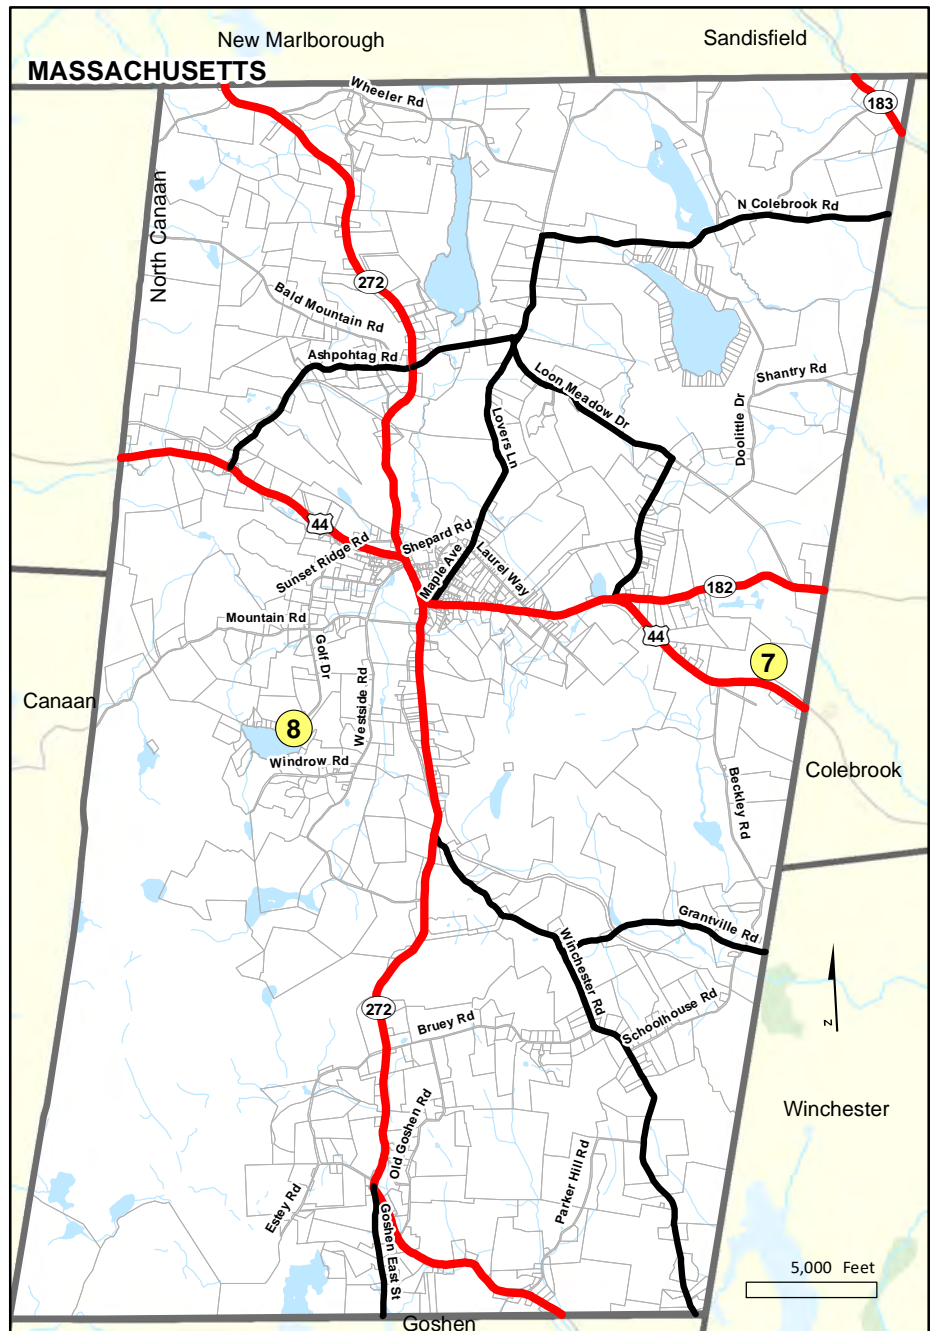 New Marlborough
Sandisfield
MASSACHUSETTS
Wheeler Rd
183
North Canaan
N Colebrook Rd
272
Bald Mountain Rd
Ashpohtag Rd
Loon Meadow Dr
Shantry Rd
Lovers Ln
Doolittle Dr
44
Shepard Rd
Sunset Ridge Rd
Maple Ave
Laurel Way
182
Mountain Rd
Golf Dr
44
7
Westside Rd
Canaan
8
Windrow Rd
Colebrook
Beckley Rd
Grantville Rd
Winchester Rd
272
Bruey Rd
Schoolhouse Rd
N
Old Goshen Rd
Winchester
Parker Hill Rd
Estey Rd
Goshen East St
5,000 Feet
Goshen